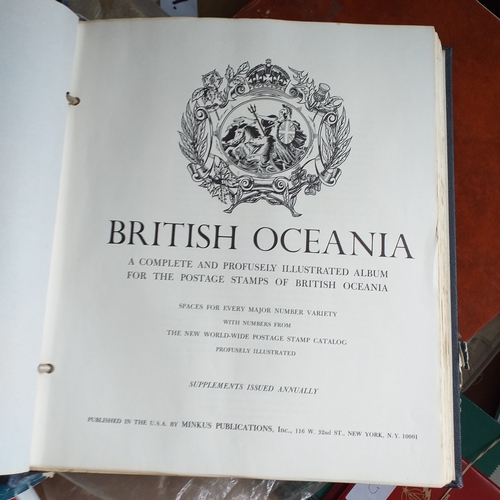 BRITISH OCEANIA
A COMPLETE AND PROFUSELY ILLUSTRATED ALBUM
FOR THE POSTAGE STAMPS OF BRITISH OCEANIA
SPACES FOR EVERY MAJOR NUMBER VARIETY
WITH NUMBERS FROM
THE NEW WORLD-WIDE POSTAGE STAMP CATALOG
PROFUSELY ILLUSTRATED
SUPPLEMENTS ISSUED ANNUALLY
PUBLISHED IN THE U.S.A. BY MINKUS PUBLICATIONS, Inc., 116 W. 32nd ST., NEW YORK, N.Y. 10001